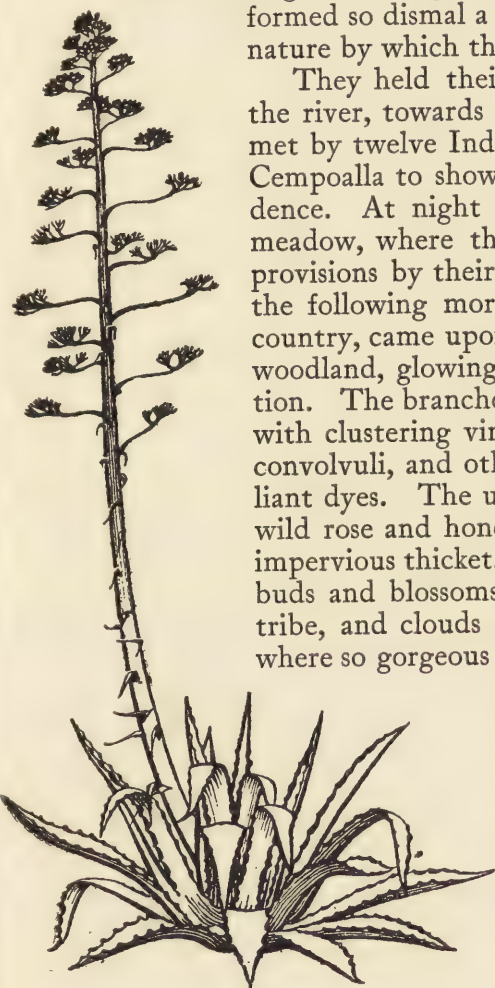 formed so dismal a
nature by which th
They held thei
the river, towards
met by twelve Ind
Cempoalla to show
dence. At night
meadow, where th
provisions by their
the following mor
country, came upo
woodland, glowing
tion. The branche
with clustering vin
convolvuli, and oth
liant dyes. The u
wild rose and hone
impervious thicket.
buds and blossoms
tribe, and clouds
where so gorgeous